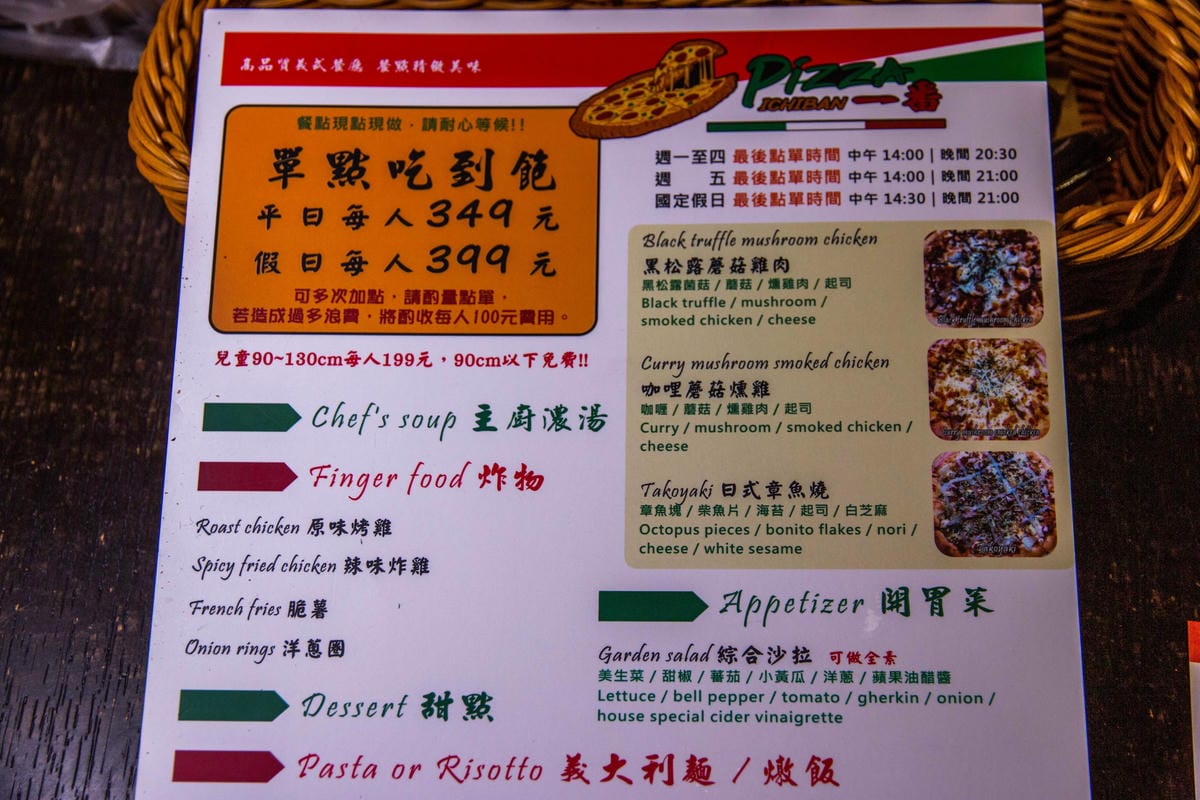 高品質義式餐廳 餐點精緻美味
Pizza
ICHIBAN 一番
餐點現點現做，請耐心等候!!
單點吃到飽
平日每人349元
假日每人399元
可多次加點，請酌量點單，
若造成過多浪費，將酌收每人100元費用。
兒童90~130cm每人199元，90cm以下免費!!
週一至四 最後點單時間 中午 14:00 | 晚間 20:30
週 五 最後點單時間 中午 14:00 | 晚間 21:00
國定假日 最後點單時間 中午 14:30 | 晚間 21:00
Black truffle mushroom chicken
黑松露蘑菇雞肉
黑松露菌菇 / 蘑菇 / 燻雞肉 / 起司
Black truffle / mushroom /
smoked chicken / cheese
Black truffle mushroom chicken
Curry mushroom smoked chicken
咖哩蘑菇燻雞
咖喱 / 蘑菇 / 燻雞肉 / 起司
Curry / mushroom / smoked chicken /
cheese
Curry mushroom smoked chicken
Takoyaki 日式章魚燒
章魚塊 / 柴魚片 / 海苔 / 起司 / 白芝麻
Octopus pieces / bonito flakes / nori /
cheese / white sesame
Takoyaki
Chef's soup 主廚濃湯
Finger food 炸物
Roast chicken 原味烤雞
Spicy fried chicken 辣味炸雞
French fries 脆薯
Onion rings 洋蔥圈
Appetizer 開胃菜
Garden salad 綜合沙拉 可做全素
美生菜 / 甜椒 / 蕃茄 / 小黃瓜 / 洋蔥 / 蘋果油醋醬
Lettuce / bell pepper / tomato / gherkin / onion /
house special cider vinaigrette
Dessert 甜點
Pasta or Risotto 義大利麵 / 燉飯